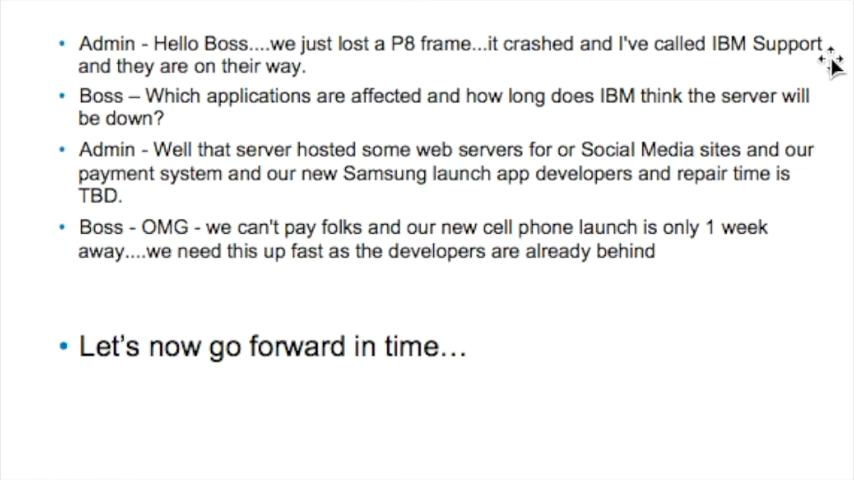 • Admin - Hello Boss....we just lost a P8 frame...it crashed and I've called IBM Support
and they are on their way.
• Boss – Which applications are affected and how long does IBM think the server will
be down?
• Admin - Well that server hosted some web servers for or Social Media sites and our
payment system and our new Samsung launch app developers and repair time is
TBD.
• Boss - OMG - we can't pay folks and our new cell phone launch is only 1 week
away....we need this up fast as the developers are already behind
• Let's now go forward in time…